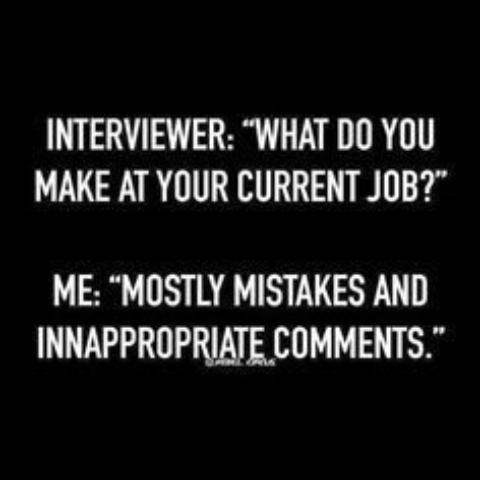 INTERVIEWER: “WHAT DO YOU
MAKE AT YOUR CURRENT JOB?”
ME: “MOSTLY MISTAKES AND
INNAPPROPRIATE COMMENTS.”